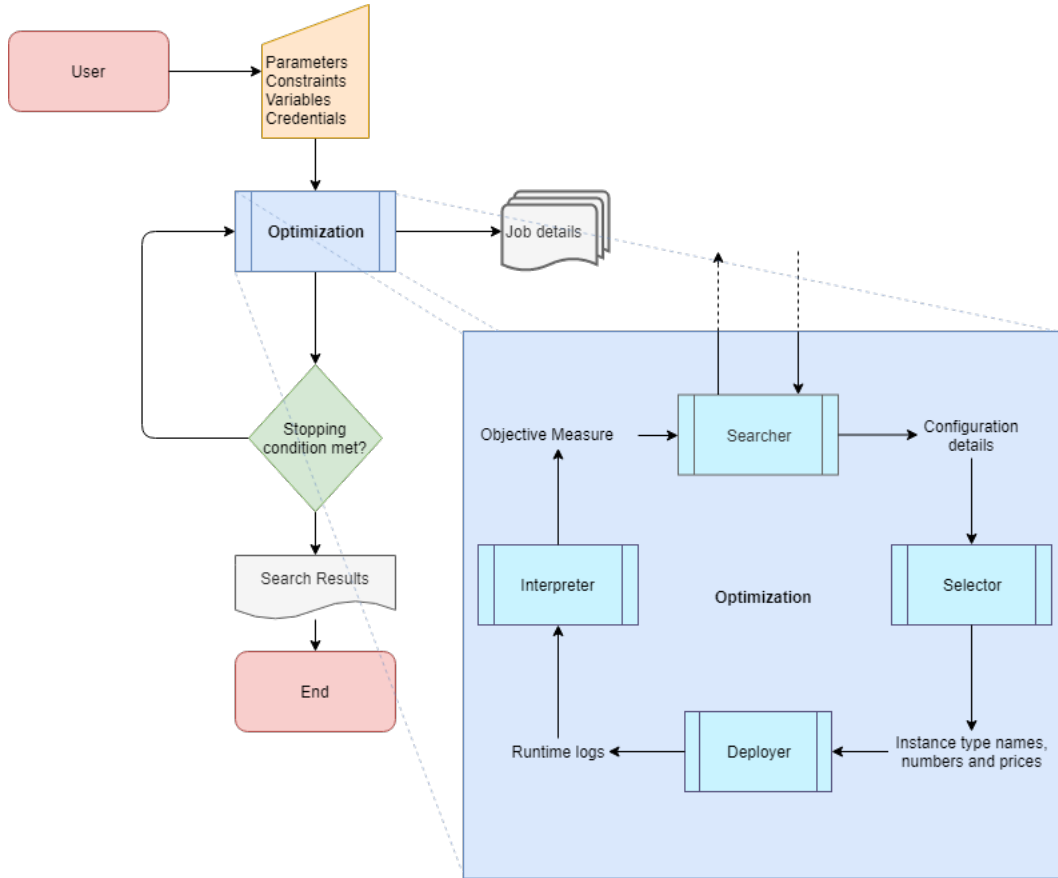 User
Parameters
Constraints
Variables
Credentials
Optimization
Job details
Stopping
condition met?
Search Results
End
Objective Measure
Searcher
Configuration
details
Interpreter
Optimization
Selector
Runtime logs
Deployer
Instance type names,
numbers and prices